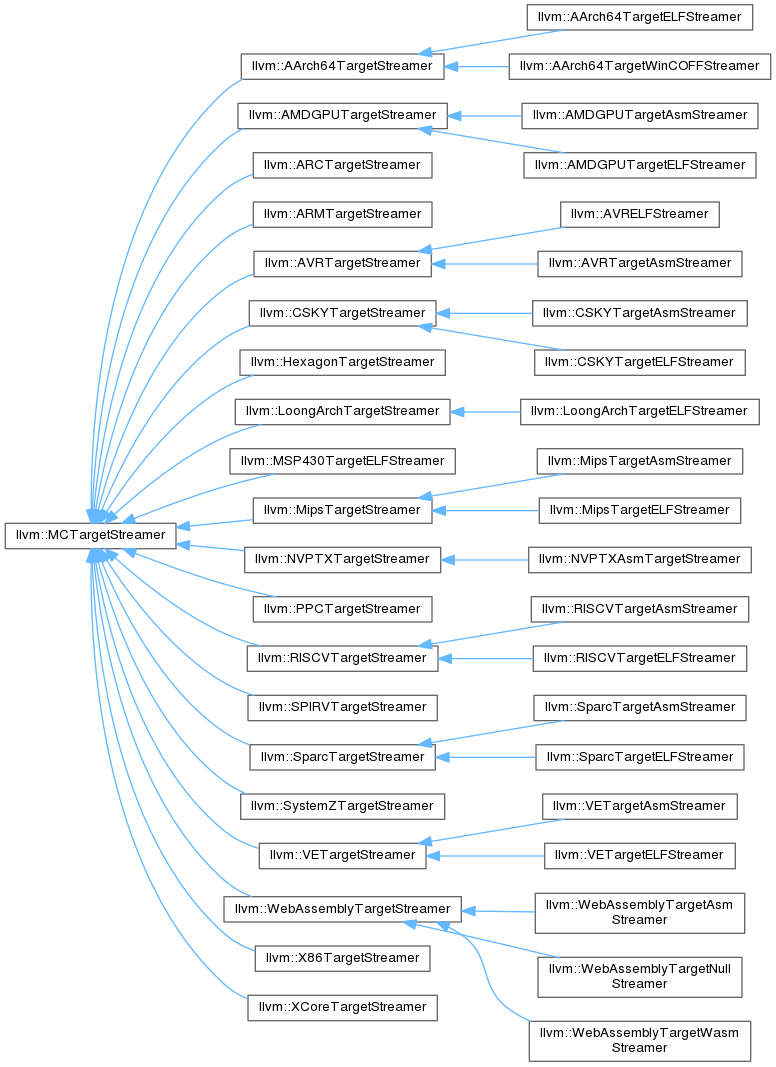 llvm::AArch64TargetELFStreamer
llvm::AArch64TargetStreamer
llvm::AArch64TargetWinCOFFStreamer
llvm::AMDGPUTargetStreamer
llvm::AMDGPUTargetAsmStreamer
llvm::ARCTargetStreamer
llvm::AMDGPUTargetELFStreamer
llvm::ARMTargetStreamer
llvm::AVRELFStreamer
llvm::AVRTargetStreamer
llvm::AVRTargetAsmStreamer
llvm::CSKYTargetStreamer
llvm::CSKYTargetAsmStreamer
llvm::HexagonTargetStreamer
llvm::CSKYTargetELFStreamer
llvm::LoongArchTargetStreamer
llvm::LoongArchTargetELFStreamer
llvm::MSP430TargetELFStreamer
llvm::MipsTargetAsmStreamer
llvm::MipsTargetStreamer
llvm::MipsTargetELFStreamer
llvm::MCTargetStreamer
llvm::NVPTXTargetStreamer
llvm::NVPTXAsmTargetStreamer
llvm::PPCTargetStreamer
llvm::RISCVTargetAsmStreamer
llvm::RISCVTargetStreamer
llvm::RISCVTargetELFStreamer
llvm::SPIRVTargetStreamer
llvm::SparcTargetAsmStreamer
llvm::SparcTargetStreamer
llvm::SparcTargetELFStreamer
llvm::SystemZTargetStreamer
llvm::VETargetAsmStreamer
llvm::VETargetStreamer
llvm::VETargetELFStreamer
llvm::WebAssemblyTargetStreamer
llvm::WebAssemblyTargetAsm
Streamer
llvm::X86TargetStreamer
llvm::WebAssemblyTargetNull
Streamer
llvm::XCoreTargetStreamer
llvm::WebAssemblyTargetWasm
Streamer